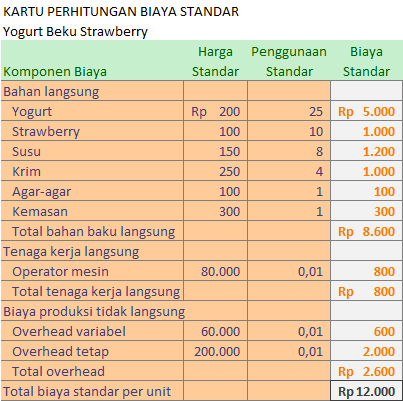 KARTU PERHITUNGAN BIAYA STANDAR
Yogurt Beku Strawberry
Komponen Biaya Harga Standar Penggunaan Standar Biaya Standar
Bahan langsung
Yogurt Rp 200 25 Rp 5.000
Strawberry 100 10 1.000
Susu 150 8 1.200
Krim 250 4 1.000
Agar-agar 100 1 100
Kemasan 300 1 300
Total bahan baku langsung Rp 8.600
Tenaga kerja langsung
Operator mesin 80.000 0,01 800
Total tenaga kerja langsung Rp 800
Biaya produksi tidak langsung
Overhead variabel 60.000 0,01 600
Overhead tetap 200.000 0,01 2.000
Total overhead Rp 2.600
Total biaya standar per unit Rp 12.000